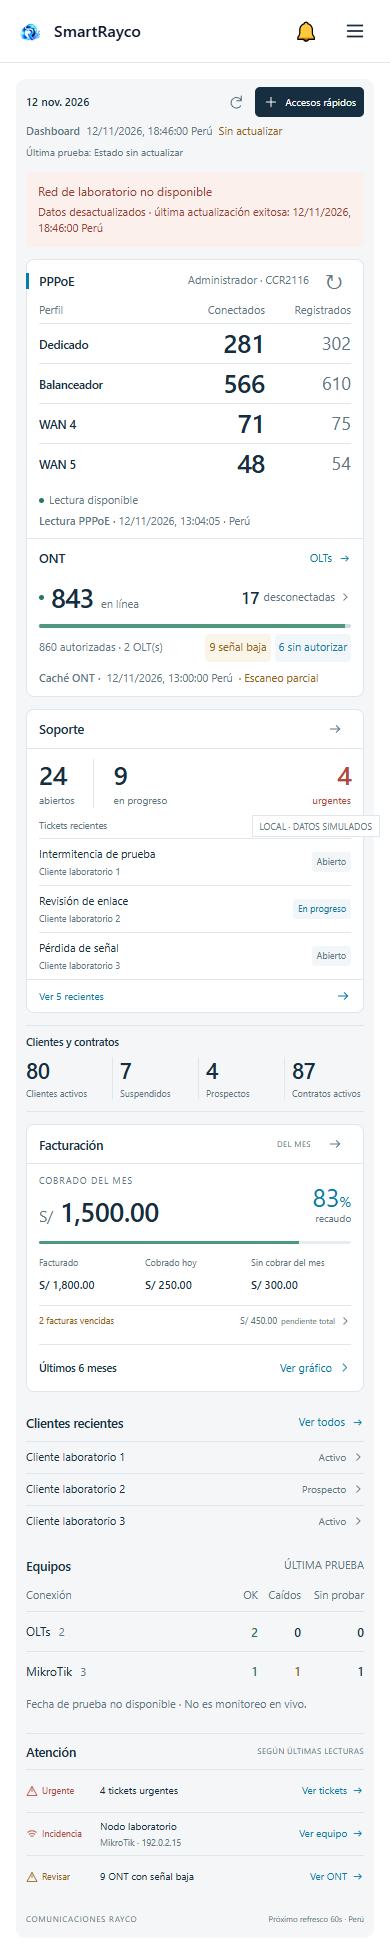 SmartRayco
12 nov. 2026
Accesos rápidos
Dashboard 12/11/2026, 18:46:00 Perú Sin actualizar
Última prueba: Estado sin actualizar
Red de laboratorio no disponible
Datos desactualizados · última actualización exitosa: 12/11/2026,
18:46:00 Perú
PPPoE Administrador · CCR2116
Perfil Conectados Registrados
Dedicado 281 302
Balanceador 566 610
WAN 4 71 75
WAN 5 48 54
Lectura disponible
Lectura PPPoE · 12/11/2026, 13:04:05 · Perú
ONT OLTs →
843 en línea 17 desconectadas
860 autorizadas · 2 OLT(s) 9 señal baja 6 sin autorizar
Caché ONT · 12/11/2026, 13:00:00 Perú · Escaneo parcial
Soporte →
24 9 4
abiertos en progreso urgentes
Tickets recientes
LOCAL · DATOS SIMULADOS
Intermitencia de prueba
Cliente laboratorio 1
Abierto
Revisión de enlace
Cliente laboratorio 2
En progreso
Pérdida de señal
Cliente laboratorio 3
Abierto
Ver 5 recientes →
Clientes y contratos
80 7 4 87
Clientes activos Suspendidos Prospectos Contratos activos
Facturación DEL MES →
COBRADO DEL MES
S/ 1,500.00
83%
recaudo
Facturado Cobrado hoy Sin cobrar del mes
S/ 1,800.00 S/ 250.00 S/ 300.00
2 facturas vencidas S/ 450.00 pendiente total
Últimos 6 meses Ver gráfico
Clientes recientes Ver todos →
Cliente laboratorio 1 Activo
Cliente laboratorio 2 Prospecto
Cliente laboratorio 3 Activo
Equipos ÚLTIMA PRUEBA
Conexión OK Caídos Sin probar
OLTs 2 2 0 0
MikroTik 3 1 1 1
Fecha de prueba no disponible · No es monitoreo en vivo.
Atención SEGÚN ÚLTIMAS LECTURAS
Urgente 4 tickets urgentes Ver tickets →
Incidencia Nodo laboratorio Ver equipo →
MikroTik · 192.0.2.15
Revisar 9 ONT con señal baja Ver ONT →
COMUNICACIONES RAYCO Próximo refresco 60s · Perú